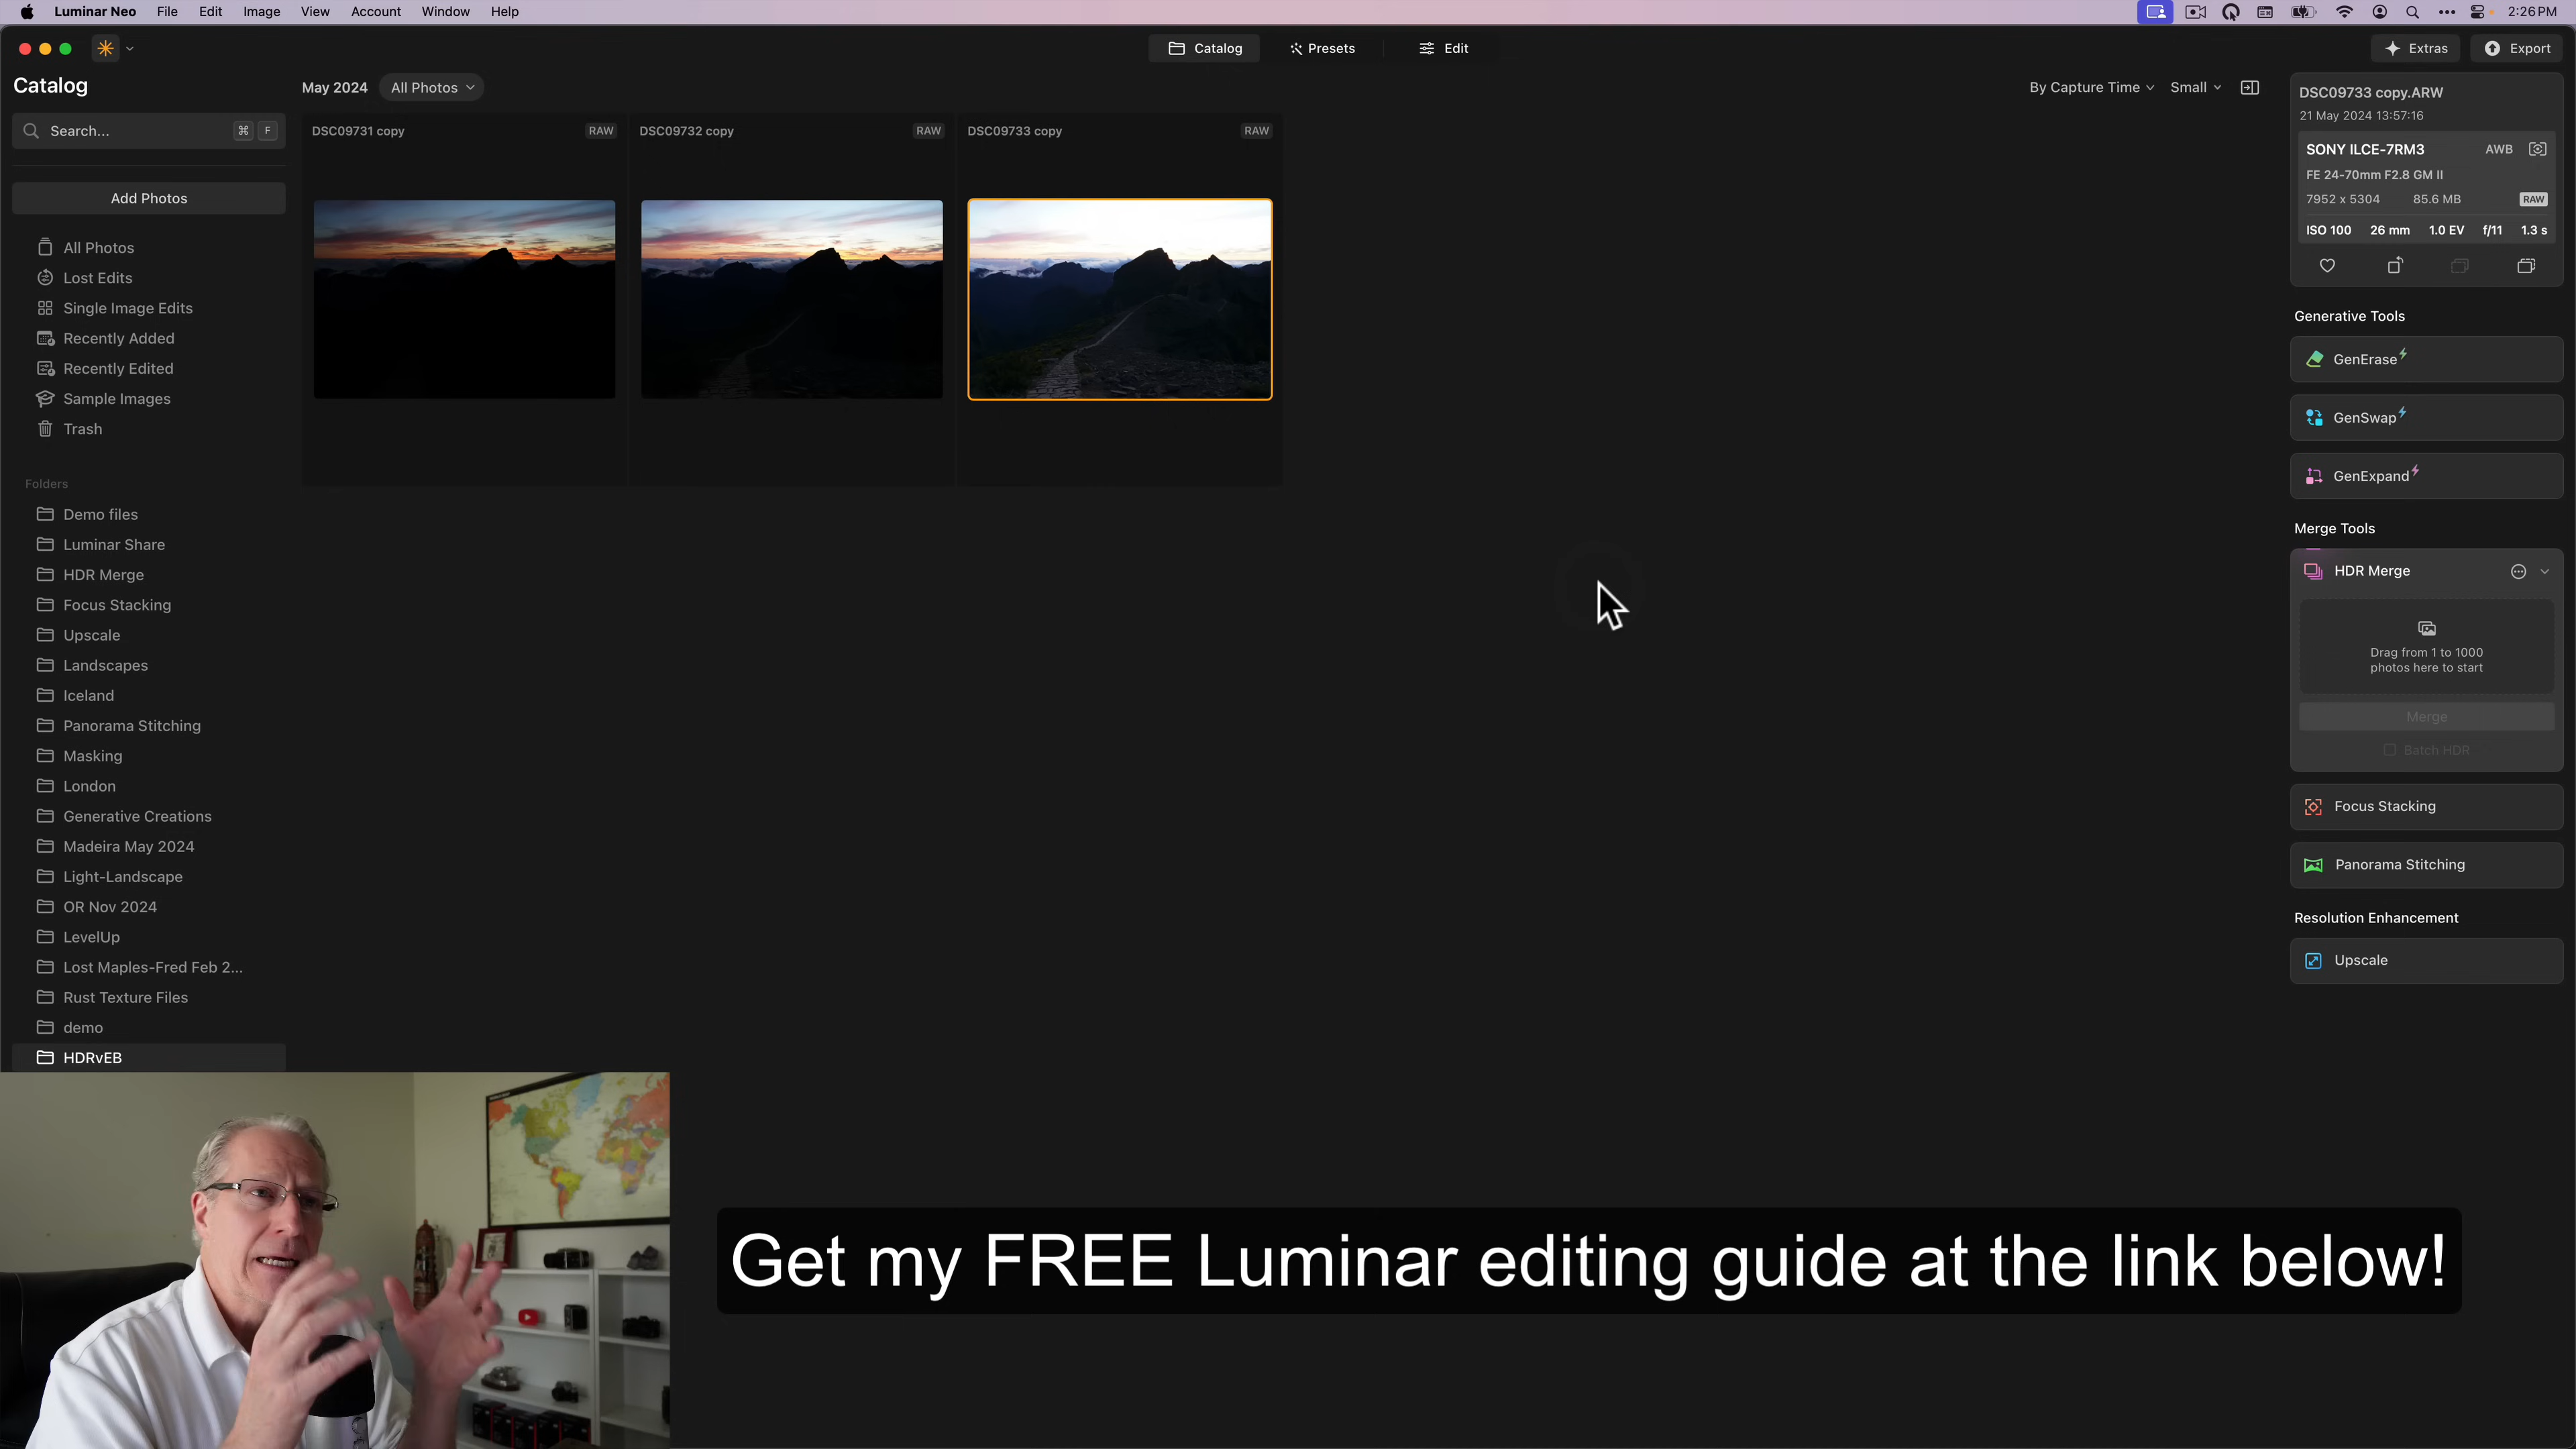 Luminar Neo File Edit Image View Account Window Help 2:26 PM
Catalog Presets Edit Extras Export
Catalog
May 2024 All Photos By Capture Time Small
Search... ⌘ F
Add Photos
All Photos
Lost Edits
Single Image Edits
Recently Added
Recently Edited
Sample Images
Trash
Folders
Demo files
Luminar Share
HDR Merge
Focus Stacking
Upscale
Landscapes
Iceland
Panorama Stitching
Masking
London
Generative Creations
Madeira May 2024
Light-Landscape
OR Nov 2024
LevelUp
Lost Maples-Fred Feb 2...
Rust Texture Files
demo
HDRvEB
DSC09731 copy RAW
DSC09732 copy RAW
DSC09733 copy RAW
DSC09733 copy.ARW
21 May 2024 13:57:16
SONY ILCE-7RM3 AWB
FE 24-70mm F2.8 GM II
7952 x 5304 85.6 MB RAW
ISO 100 26 mm 1.0 EV f/11 1.3 s
Generative Tools
GenErase
GenSwap
GenExpand
Merge Tools
HDR Merge
Drag from 1 to 1000
photos here to start
Merge
Batch HDR
Focus Stacking
Panorama Stitching
Resolution Enhancement
Upscale
Get my FREE Luminar editing guide at the link below!